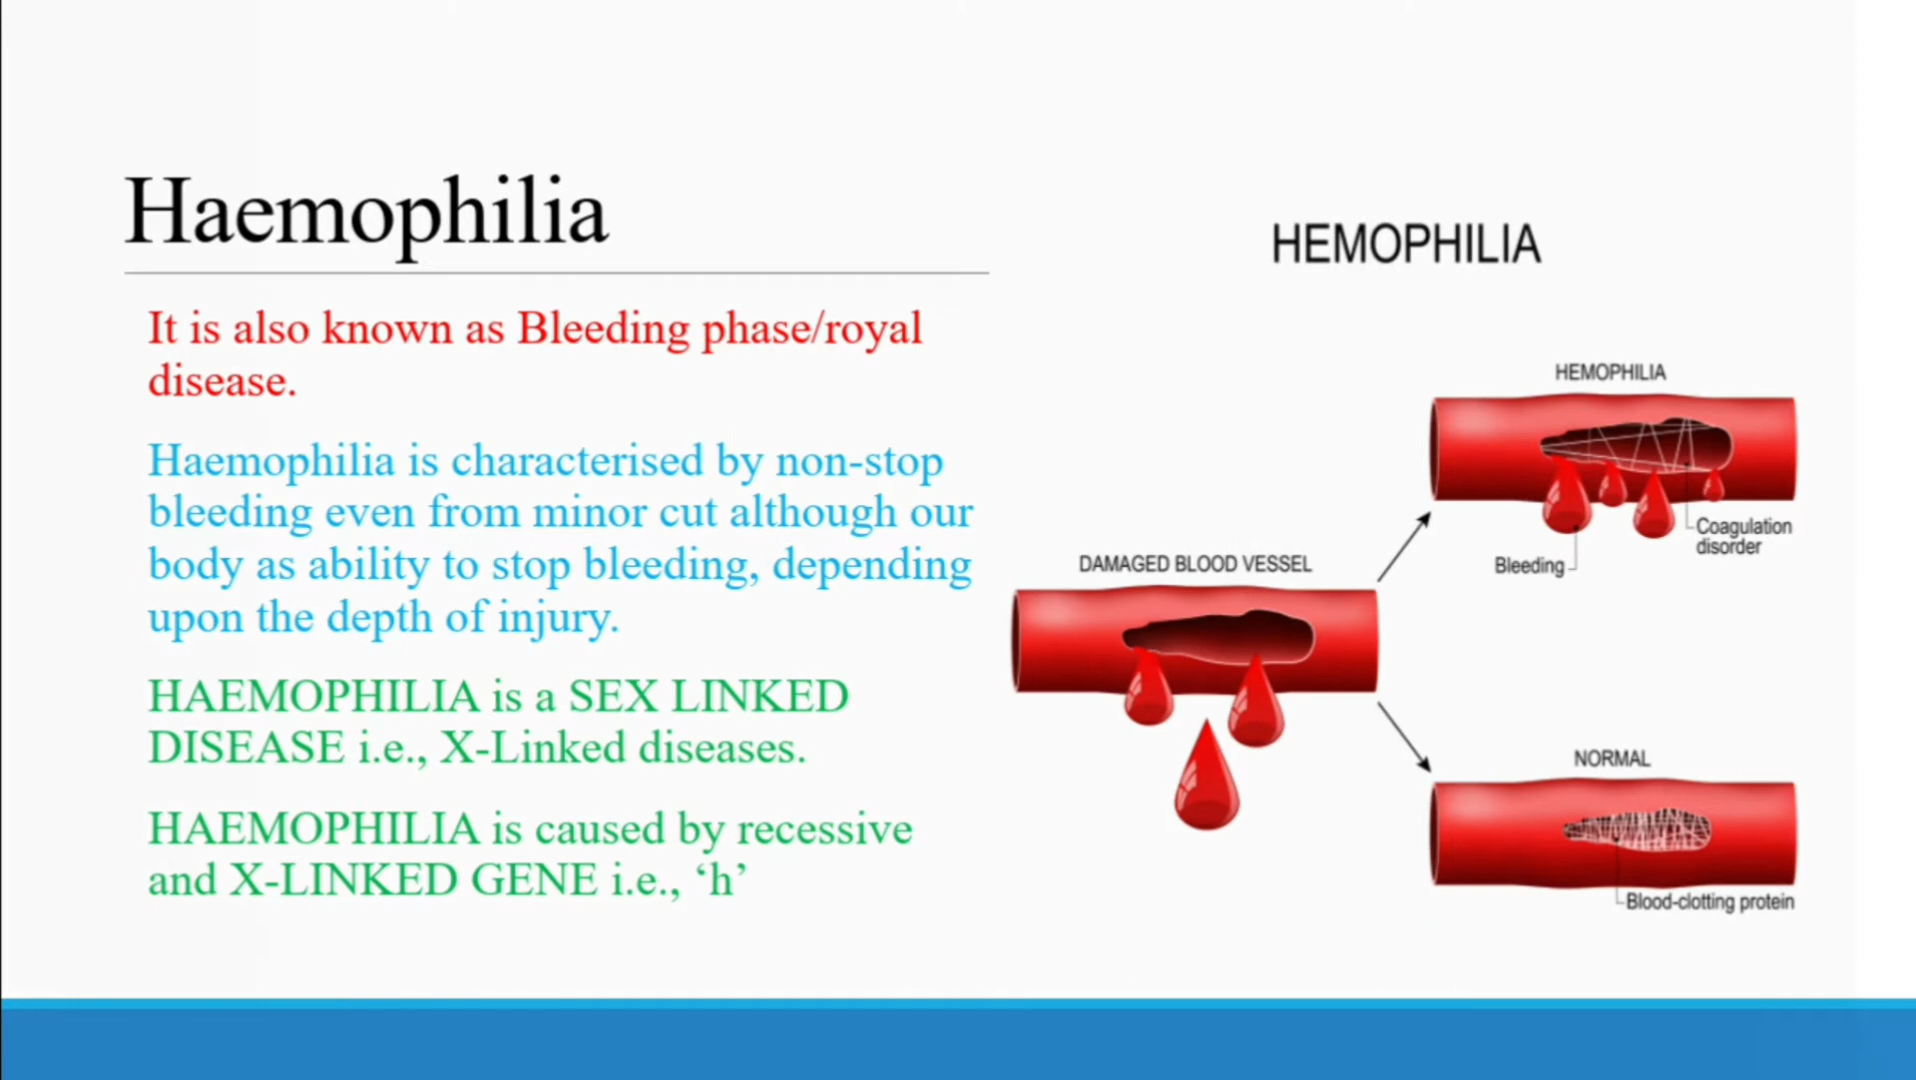 Haemophilia
It is also known as Bleeding phase/royal
disease.
Haemophilia is characterised by non-stop
bleeding even from minor cut although our
body as ability to stop bleeding, depending
upon the depth of injury.
HAEMOPHILIA is a SEX LINKED
DISEASE i.e., X-Linked diseases.
HAEMOPHILIA is caused by recessive
and X-LINKED GENE i.e., ‘h’
HEMOPHILIA
HEMOPHILIA
Coagulation
disorder
Bleeding
DAMAGED BLOOD VESSEL
NORMAL
Blood-clotting protein